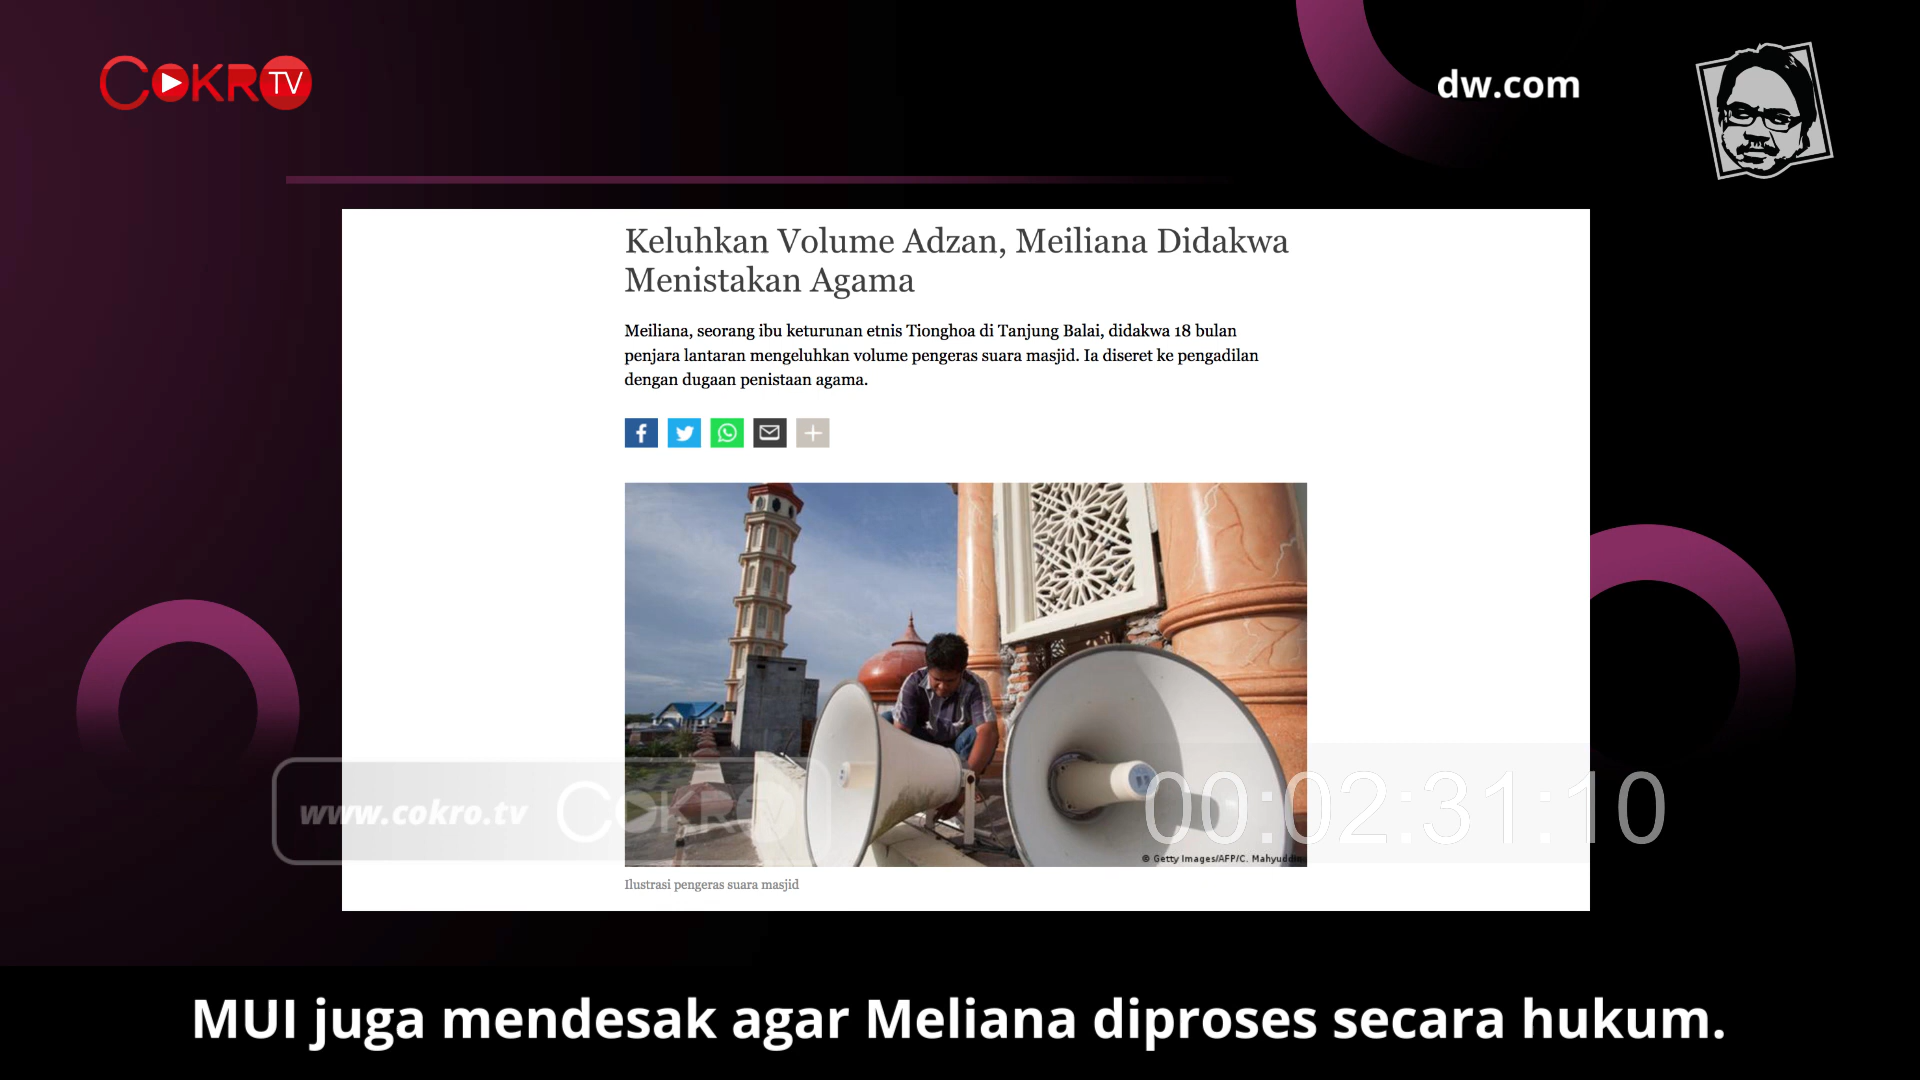 COKRO TV
dw.com
Keluhkan Volume Adzan, Meiliana Didakwa
Menistakan Agama
Meiliana, seorang ibu keturunan etnis Tionghoa di Tanjung Balai, didakwa 18 bulan
penjara lantaran mengeluhkan volume pengeras suara masjid. Ia diseret ke pengadilan
dengan dugaan penistaan agama.
www.cokro.tv
COKRO TV
00:02:31:10
© Getty Images/AFP/C. Mahyuddin
Ilustrasi pengeras suara masjid
MUI juga mendesak agar Meliana diproses secara hukum.